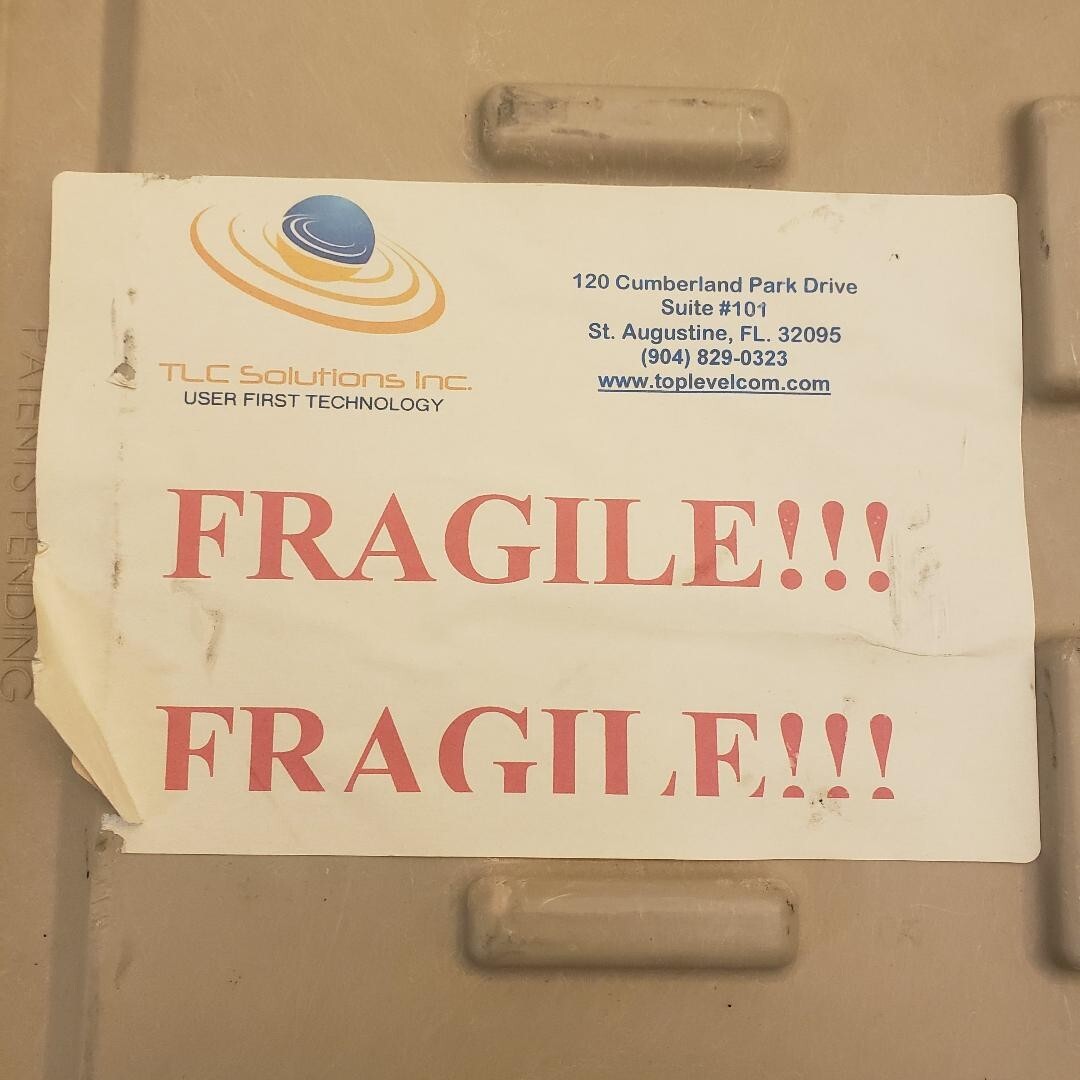 TLC Solutions Inc.
USER FIRST TECHNOLOGY
120 Cumberland Park Drive
Suite #101
St. Augustine, FL. 32095
(904) 829-0323
www.toplevelcom.com
FRAGILE!!!
FRAGILE!!!
PATENTS PENDING